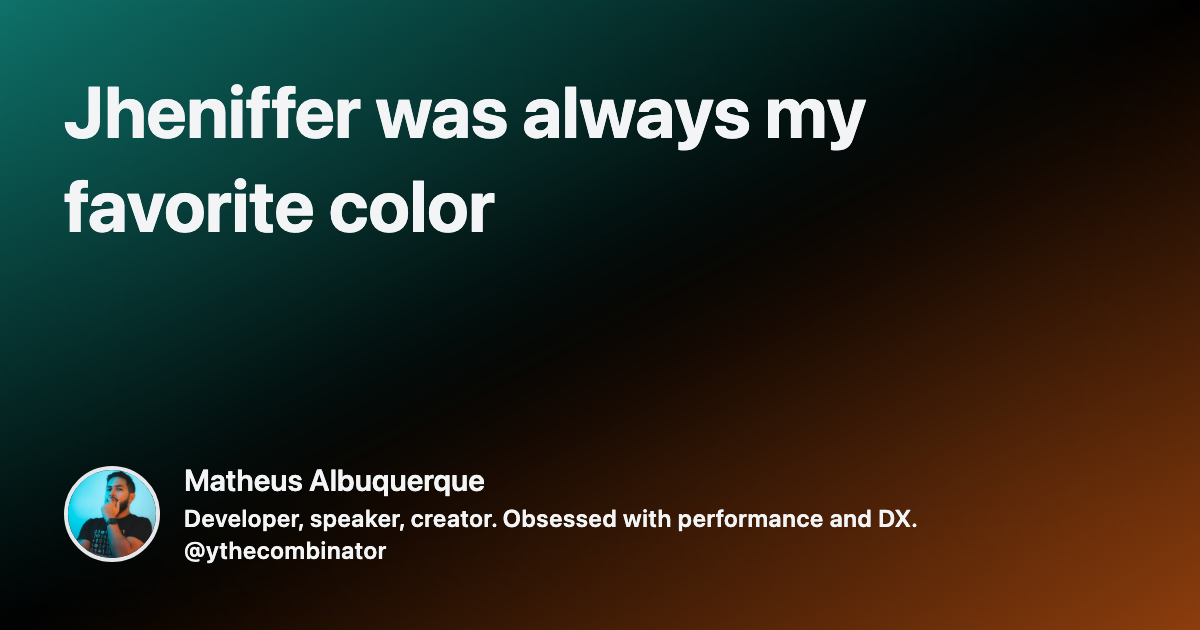 Jheniffer was always my
favorite color
Matheus Albuquerque
Developer, speaker, creator. Obsessed with performance and DX.
@ythecombinator